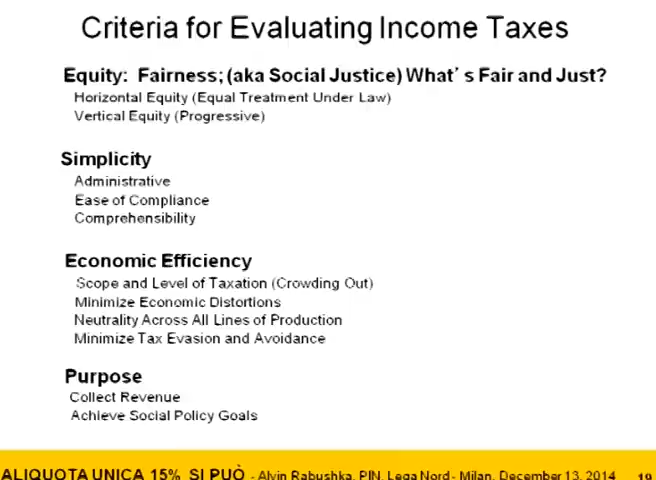 Criteria for Evaluating Income Taxes
Equity: Fairness; (aka Social Justice) What's Fair and Just?
Horizontal Equity (Equal Treatment Under Law)
Vertical Equity (Progressive)
Simplicity
Administrative
Ease of Compliance
Comprehensibility
Economic Efficiency
Scope and Level of Taxation (Crowding Out)
Minimize Economic Distortions
Neutrality Across All Lines of Production
Minimize Tax Evasion and Avoidance
Purpose
Collect Revenue
Achieve Social Policy Goals
ALIQUOTA UNICA 15% SI PUÒ - Alvin Rabushka, PIN, Lega Nord - Milan, December 13, 2014 19